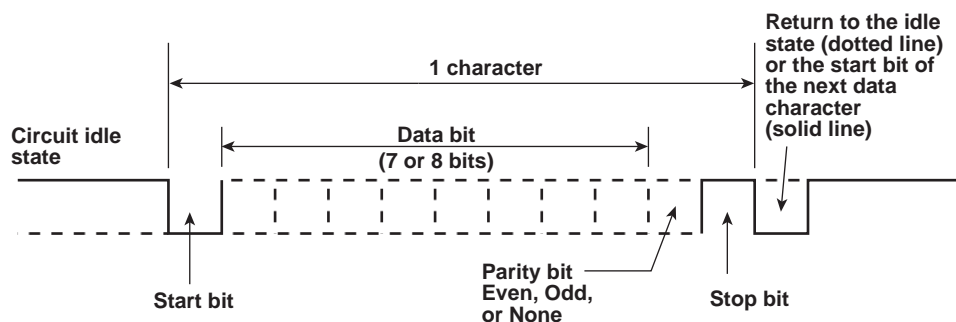 Return to the idle
state (dotted line)
or the start bit of
the next data
character
(solid line)
1 character
Circuit idle
state
Data bit
(7 or 8 bits)
Start bit
Parity bit
Even, Odd,
or None
Stop bit